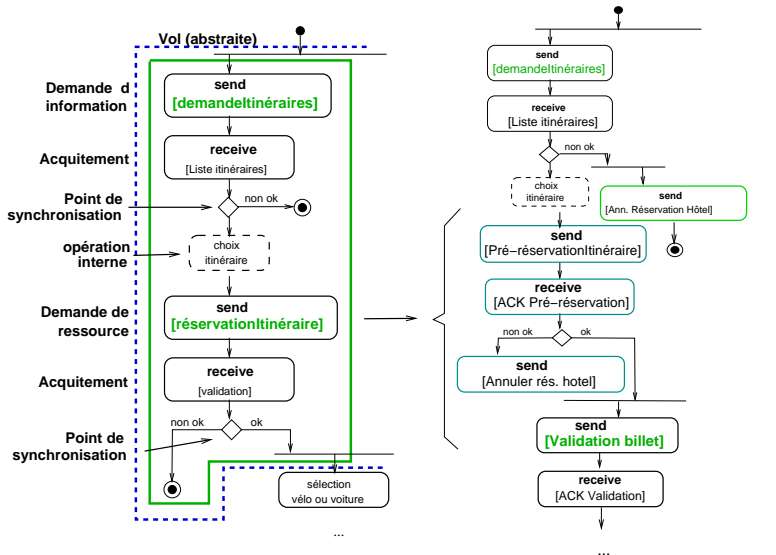 Vol (abstraite)
Demande d
information
send
[demandeItinéraires]
Acquitement
receive
[Liste itinéraires]
Point de
synchronisation
non ok
opération
interne
choix
itinéraire
Demande de
ressource
send
[réservationItinéraire]
Acquitement
receive
[validation]
non ok
ok
Point de
synchronisation
sélection
vélo ou voiture
...
send
[demandeItinéraires]
receive
[Liste itinéraires]
non ok
choix
itinéraire
send
[Ann. Réservation Hôtel]
send
[Pré−réservationItinéraire]
receive
[ACK Pré−réservation]
non ok
ok
send
[Annuler rés. hotel]
send
[Validation billet]
receive
[ACK Validation]
...